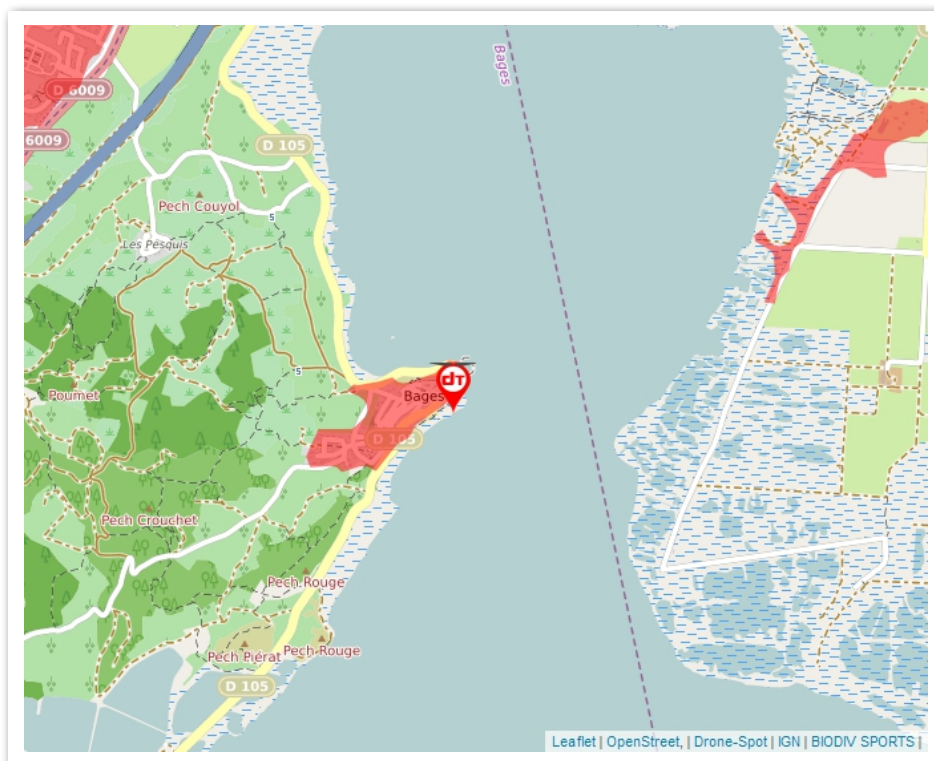 Bages
D 6009
6009
D 105
Pech Couyol
5
Les Pesquis
5
Poumet
dT
Bages
D 105
Pech Crouchet
Pech Rouge
Pech Piérat
Pech Rouge
D 105
Leaflet | OpenStreet, | Drone-Spot | IGN | BIODIV SPORTS |